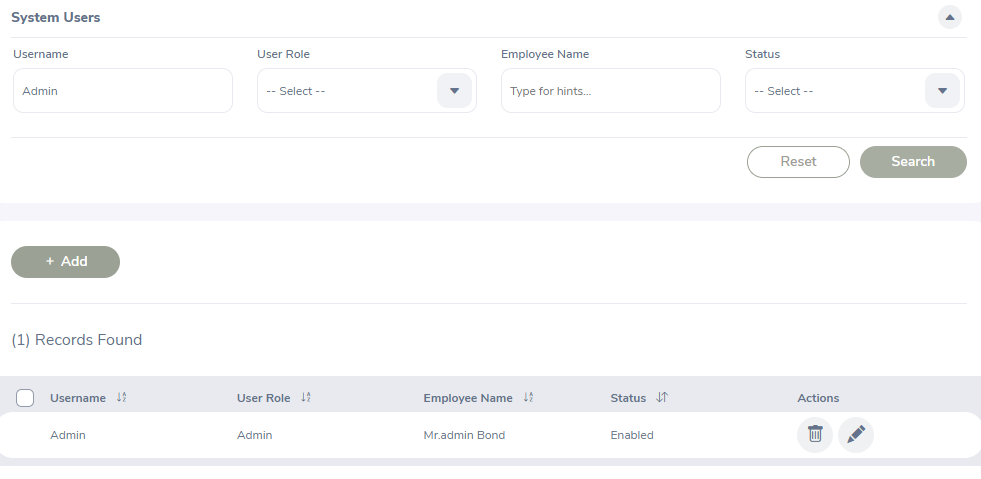 System Users
Username User Role Employee Name Status
Admin -- Select -- Type for hints... -- Select --
Reset Search
+ Add
(1) Records Found
Username User Role Employee Name Status Actions
Admin Admin Mr.admin Bond Enabled